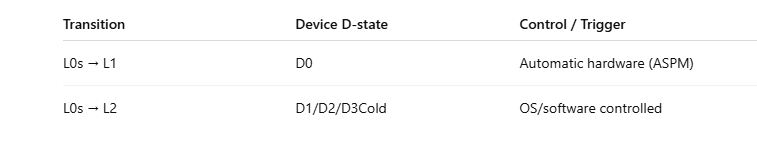 Transition Device D-state Control / Trigger
L0s → L1 D0 Automatic hardware (ASPM)
L0s → L2 D1/D2/D3Cold OS/software controlled